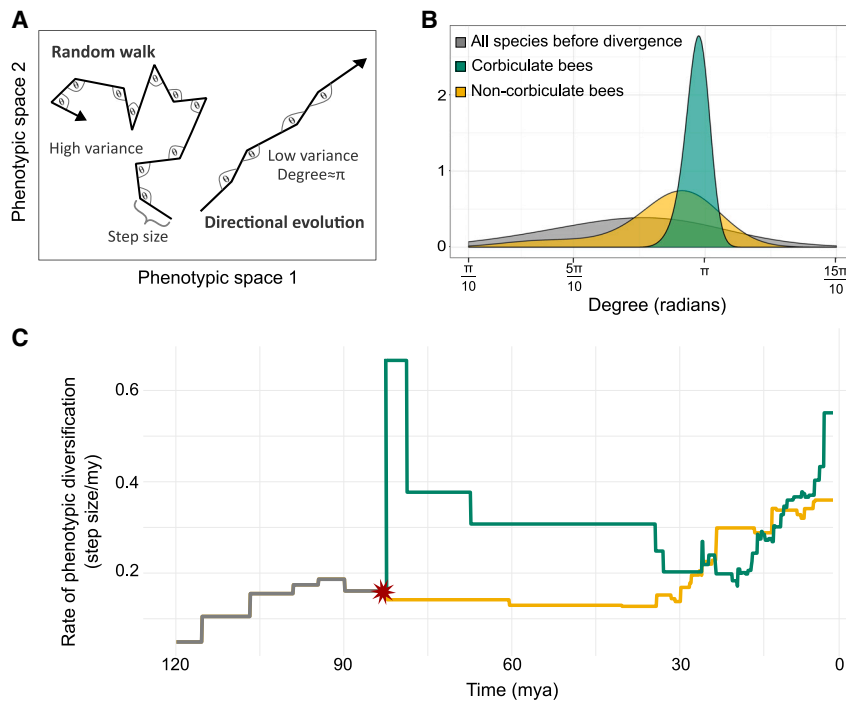 A
Random walk
High variance
Step size
Low variance
Degree≈π
Directional evolution
θ
θ
θ
θ
θ
θ
θ
θ
θ
θ
θ
θ
Phenotypic space 2
Phenotypic space 1
B
All species before divergence
Corbiculate bees
Non-corbiculate bees
2
1
0
π/10
5π/10
π
15π/10
Degree (radians)
C
Rate of phenotypic diversification
(step size/my)
0.6
0.4
0.2
120
90
60
30
0
Time (mya)